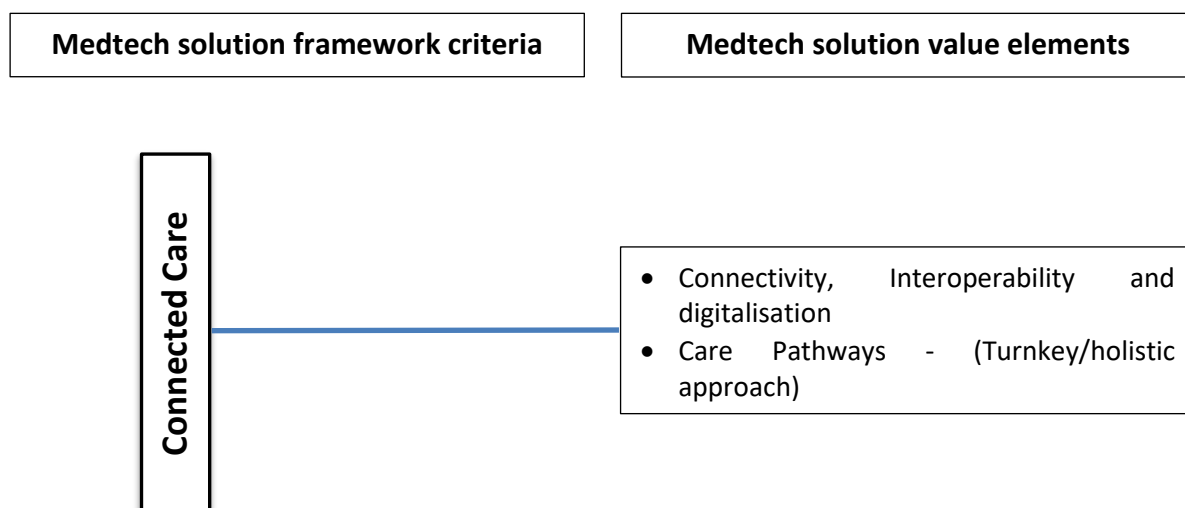 Medtech solution framework criteria
Medtech solution value elements
Connected Care
• Connectivity, Interoperability and
digitalisation
• Care Pathways - (Turnkey/holistic
approach)